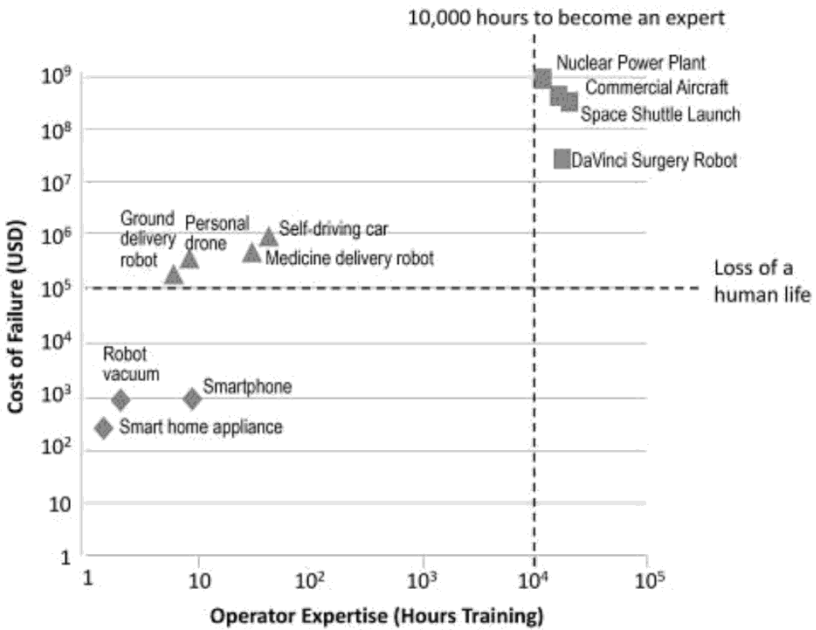 10,000 hours to become an expert
10⁹
10⁸
10⁷
10⁶
10⁵
10⁴
10³
10²
10
1
Cost of Failure (USD)
Nuclear Power Plant
Commercial Aircraft
Space Shuttle Launch
DaVinci Surgery Robot
Ground
delivery
robot
Personal
drone
Self-driving car
Medicine delivery robot
Loss of a
human life
Robot
vacuum
Smartphone
Smart home appliance
1
10
10²
10³
10⁴
10⁵
Operator Expertise (Hours Training)